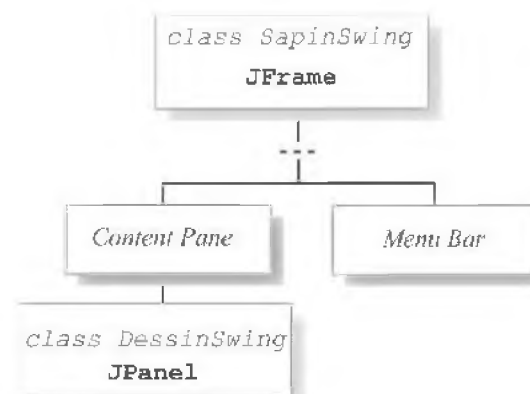 class SapinSwing
JFrame
Content Pane
Menu Bar
class DessinSwing
JPanel